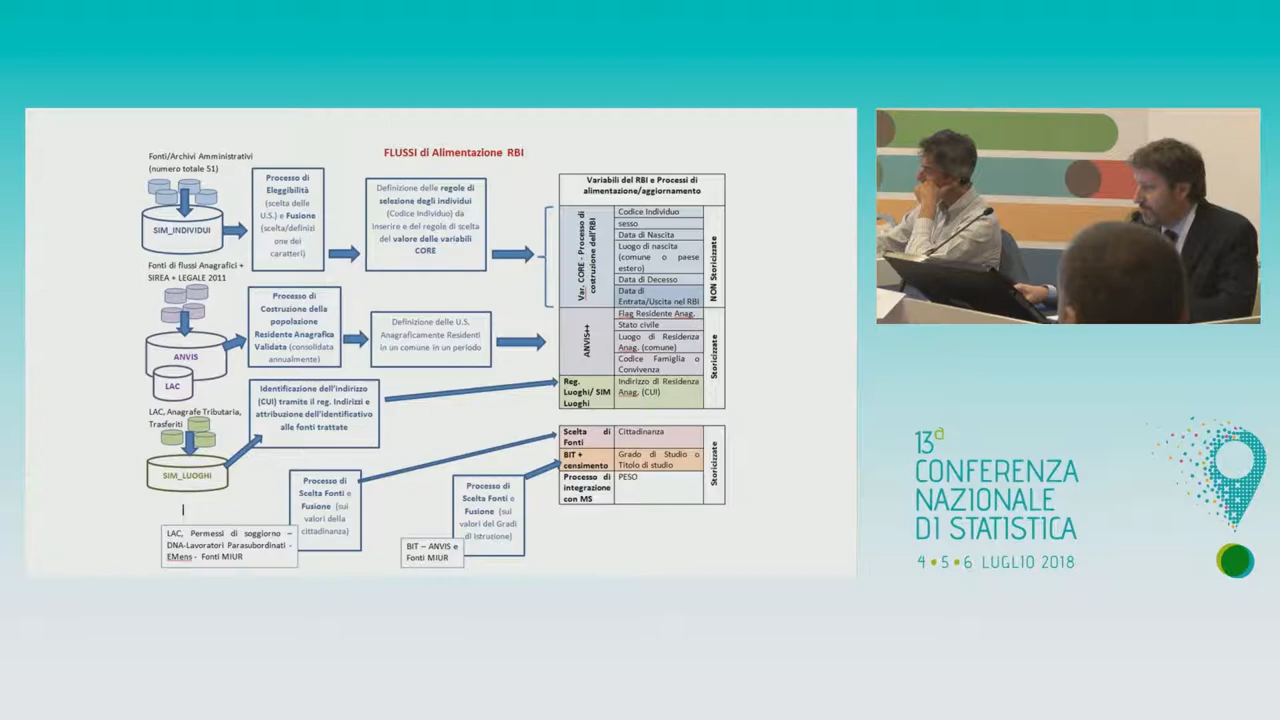 FLUSSI di Alimentazione RBI
Fonti/Archivi Amministrativi
(numero totale 51)
SIM_INDIVIDUI
Processo di
Eleggibilità
(scelta delle
U.S.) e Fusione
(scelta/definizi
one dei
caratteri)
Definizione delle regole di
selezione degli individui
(Codice Individuo) da
Inserire e del regole di scelta
del valore delle variabili
CORE
Fonti di flussi Anagrafici +
SIREA + LEGALE 2011
ANVIS
LAC
Processo di
Costruzione della
popolazione
Residente Anagrafica
Validata (consolidata
annualmente)
Definizione delle U.S.
Anagraficamente Residenti
in un comune in un periodo
LAC, Anagrafe Tributaria,
Trasferiti
SIM_LUOGHI
Identificazione dell'indirizzo
(CUI) tramite il reg. Indirizzi e
attribuzione dell'identificativo
alle fonti trattate
Processo di
Scelta Fonti e
Fusione (sui
valori della
cittadinanza)
LAC, Permessi di soggiorno –
DNA-Lavoratori Parasubordinati -
EMens - Fonti MIUR
Processo di
Scelta Fonti e
Fusione (sui
valori del Gradi
di Istruzione)
BIT – ANVIS e
Fonti MIUR
Variabili del RBI e Processi di
alimentazione/aggiornamento
Var. CORE - Processo di
costruzione dell'RBI
Codice Individuo
sesso
Data di Nascita
Luogo di nascita
(comune o paese
estero)
Data di Decesso
Data di
Entrata/Uscita nel RBI
NON Storicizzate
ANVIS++
Flag Residente Anag.
Stato civile
Luogo di Residenza
Anag. (comune)
Codice Famiglia o
Convivenza
Storicizzate
Reg.
Luoghi/ SIM
Luoghi
Indirizzo di Residenza
Anag. (CUI)
Scelta di
Fonti
Cittadinanza
BIT +
censimento
Grado di Studio o
Titolo di studio
Processo di
integrazione
con MS
PESO
Storicizzate
13a
CONFERENZA
NAZIONALE
DI STATISTICA
4 • 5 • 6 LUGLIO 2018